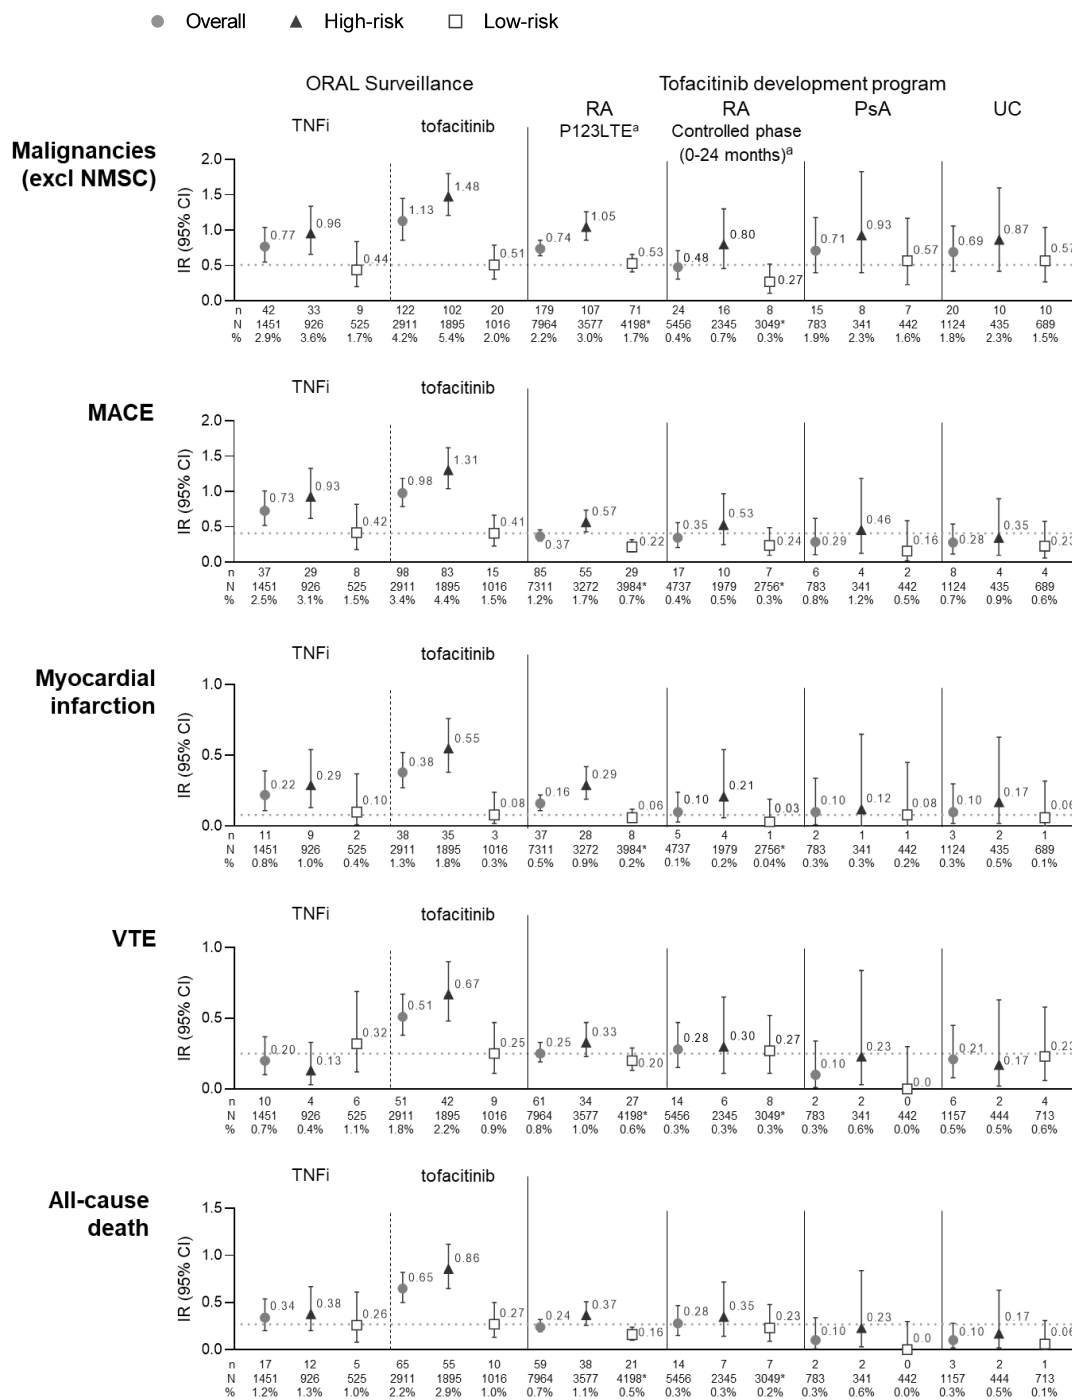 Overall High-risk Low-risk
ORAL Surveillance Tofacitinib development program
TNFi tofacitinib RA P123LTEᵃ RA Controlled phase (0-24 months)ᵃ PsA UC
Malignancies (excl NMSC)
IR (95% CI)
2.0
1.5
1.0
0.5
0.0
0.77 0.96 0.44 1.13 1.48 0.51 0.74 1.05 0.53 0.48 0.80 0.27 0.71 0.93 0.57 0.69 0.87 0.57
n 42 33 9 122 102 20 179 107 71 24 16 8 15 8 7 20 10 10
N 1451 926 525 2911 1895 1016 7964 3577 4198* 5456 2345 3049* 783 341 442 1124 435 689
% 2.9% 3.6% 1.7% 4.2% 5.4% 2.0% 2.2% 3.0% 1.7% 0.4% 0.7% 0.3% 1.9% 2.3% 1.6% 1.8% 2.3% 1.5%
TNFi tofacitinib
MACE
IR (95% CI)
2.0
1.5
1.0
0.5
0.0
0.73 0.93 0.42 0.98 1.31 0.41 0.37 0.57 0.22 0.35 0.53 0.24 0.29 0.46 0.16 0.28 0.35 0.23
n 37 29 8 98 83 15 85 55 29 17 10 7 6 4 2 8 4 4
N 1451 926 525 2911 1895 1016 7311 3272 3984* 4737 1979 2756* 783 341 442 1124 435 689
% 2.5% 3.1% 1.5% 3.4% 4.4% 1.5% 1.2% 1.7% 0.7% 0.4% 0.5% 0.3% 0.8% 1.2% 0.5% 0.7% 0.9% 0.6%
TNFi tofacitinib
Myocardial infarction
IR (95% CI)
1.0
0.5
0.0
0.22 0.29 0.10 0.38 0.55 0.08 0.16 0.29 0.06 0.10 0.21 0.03 0.10 0.12 0.08 0.10 0.17 0.06
n 11 9 2 38 35 3 37 28 8 5 4 1 2 1 1 3 2 1
N 1451 926 525 2911 1895 1016 7311 3272 3984* 4737 1979 2756* 783 341 442 1124 435 689
% 0.8% 1.0% 0.4% 1.3% 1.8% 0.3% 0.5% 0.9% 0.2% 0.1% 0.2% 0.04% 0.3% 0.3% 0.2% 0.3% 0.5% 0.1%
TNFi tofacitinib
VTE
IR (95% CI)
1.0
0.5
0.0
0.20 0.13 0.32 0.51 0.67 0.25 0.25 0.33 0.20 0.28 0.30 0.27 0.10 0.23 0.0 0.21 0.17 0.23
n 10 4 6 51 42 9 61 34 27 14 6 8 2 2 0 6 2 4
N 1451 926 525 2911 1895 1016 7964 3577 4198* 5456 2345 3049* 783 341 442 1157 444 713
% 0.7% 0.4% 1.1% 1.8% 2.2% 0.9% 0.8% 1.0% 0.6% 0.3% 0.3% 0.3% 0.3% 0.6% 0.0% 0.5% 0.5% 0.6%
TNFi tofacitinib
All-cause death
IR (95% CI)
1.5
1.0
0.5
0.0
0.34 0.38 0.26 0.65 0.86 0.27 0.24 0.37 0.16 0.28 0.35 0.23 0.10 0.23 0.0 0.10 0.17 0.06
n 17 12 5 65 55 10 59 38 21 14 7 7 2 2 0 3 2 1
N 1451 926 525 2911 1895 1016 7964 3577 4198* 5456 2345 3049* 783 341 442 1157 444 713
% 1.2% 1.3% 1.0% 2.2% 2.9% 1.0% 0.7% 1.1% 0.5% 0.3% 0.3% 0.2% 0.3% 0.6% 0.0% 0.3% 0.5% 0.1%